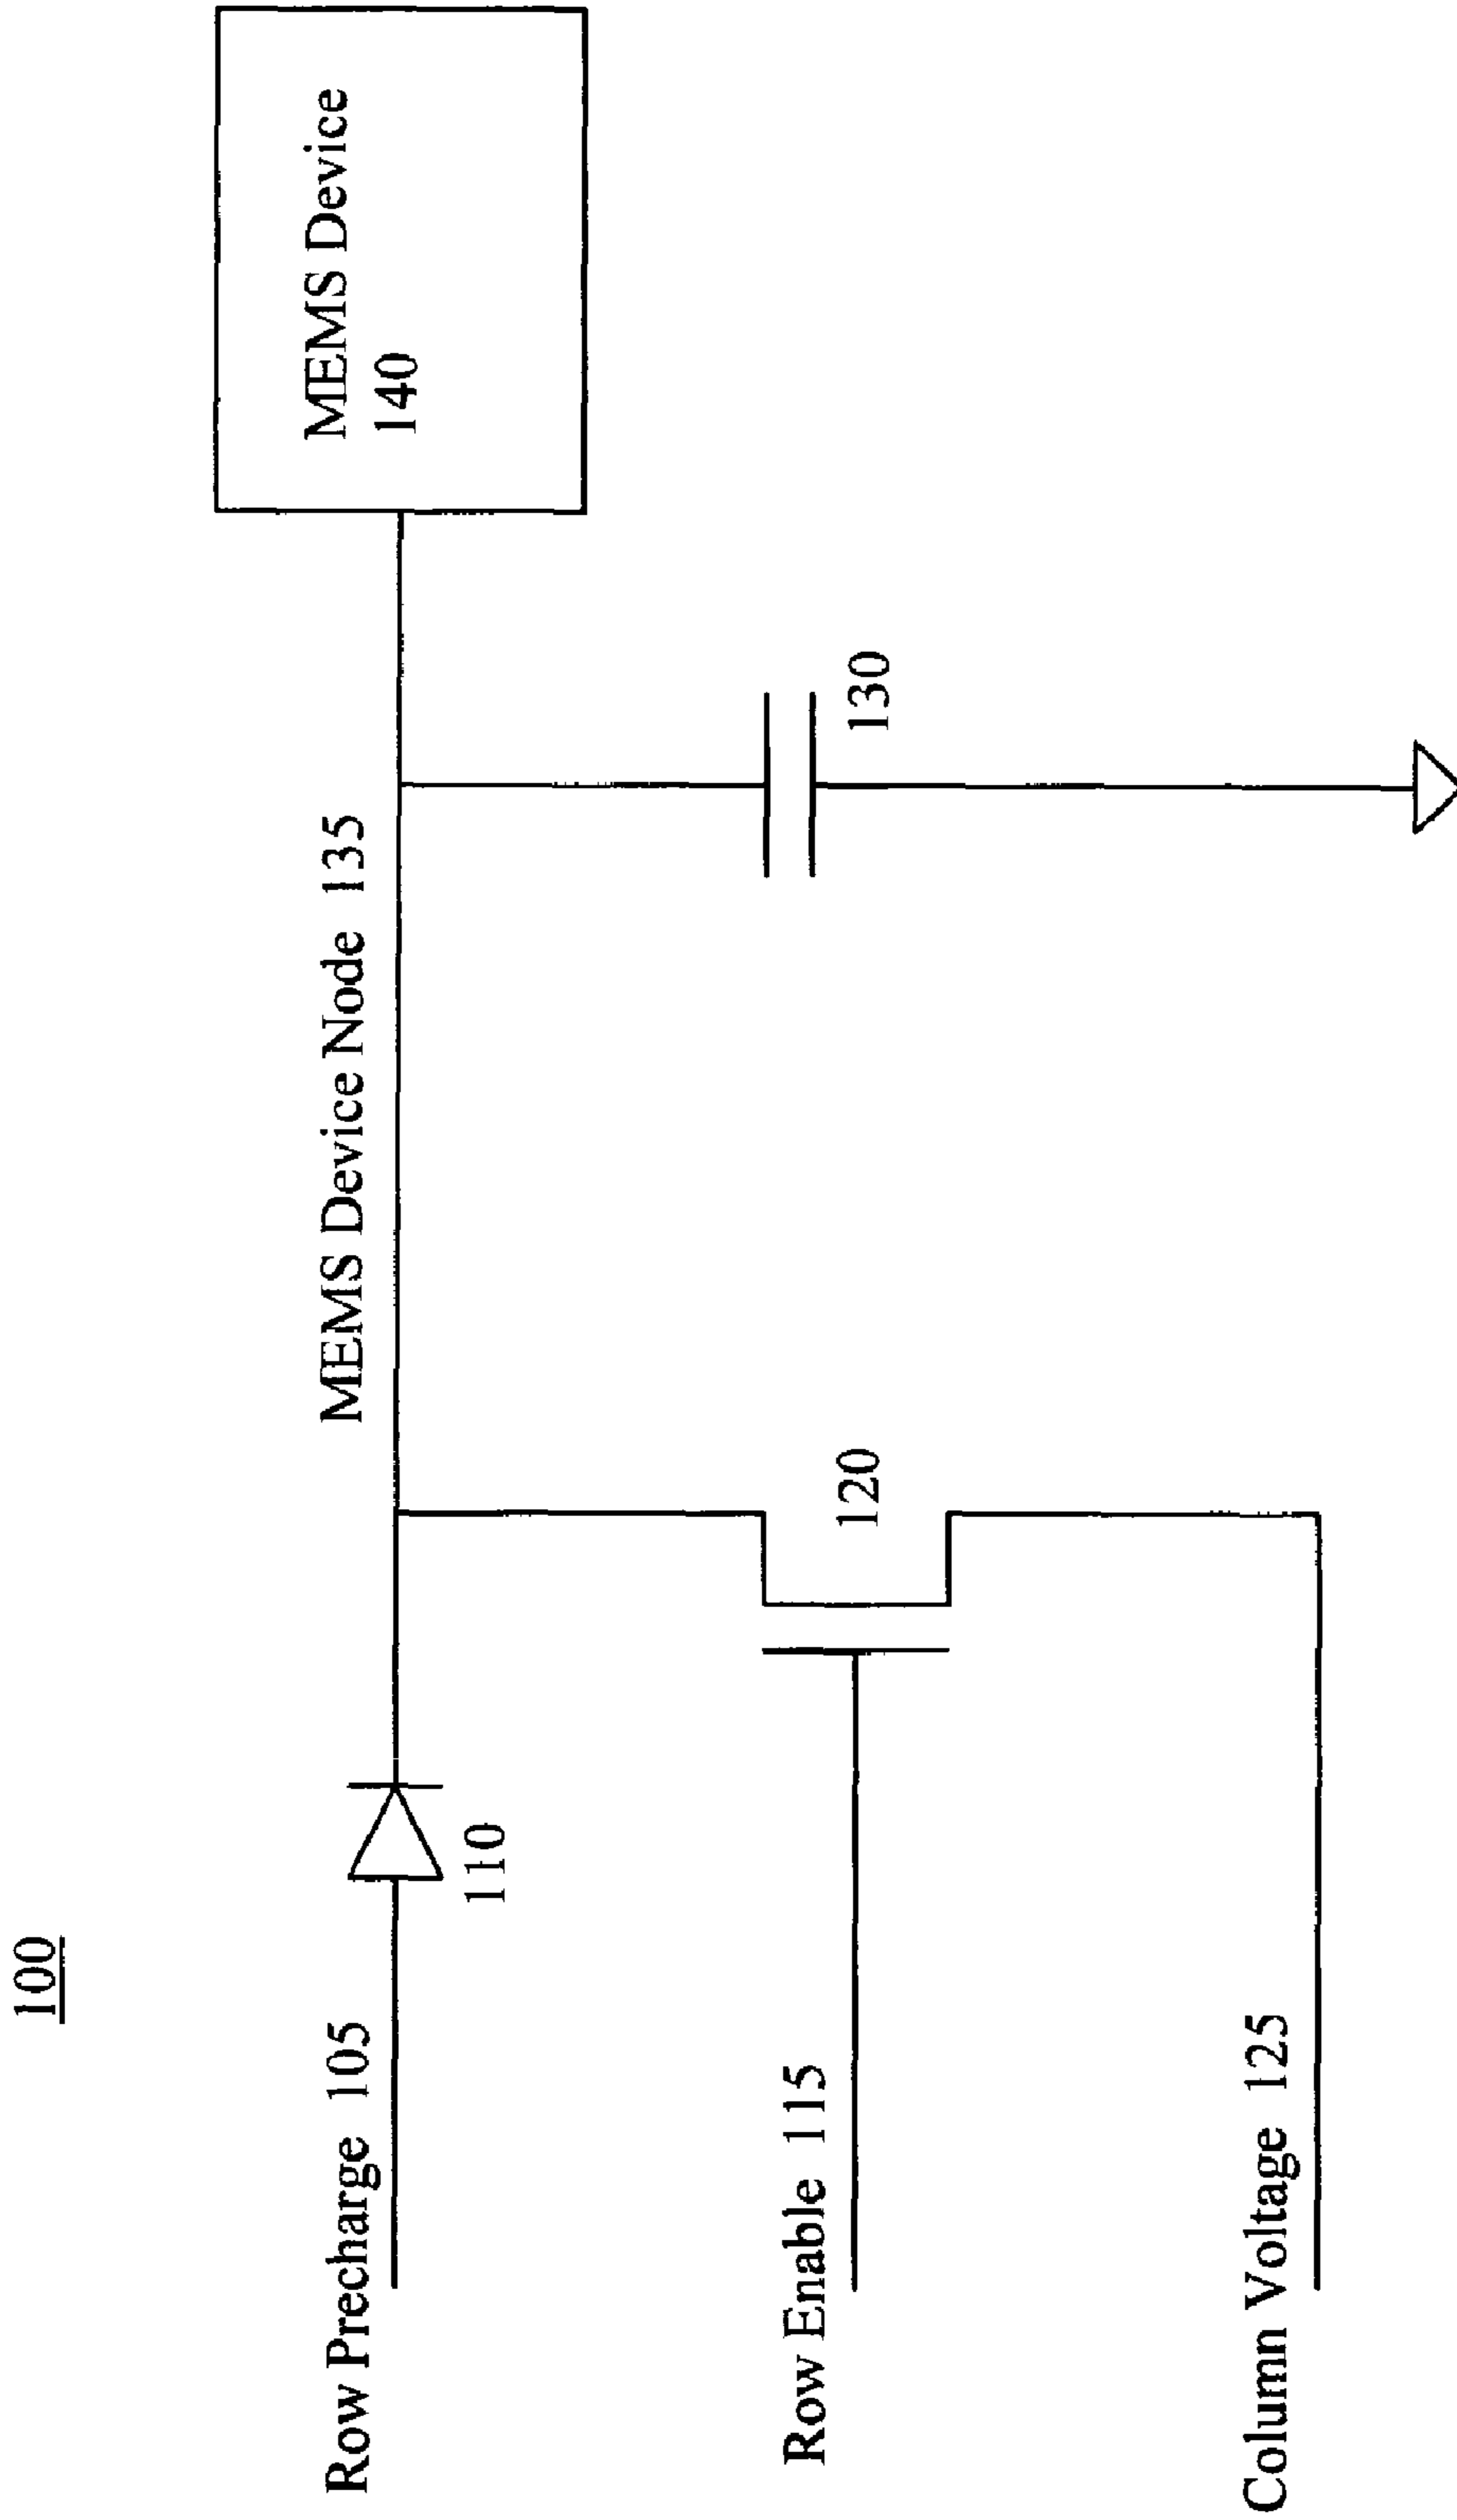 100
Row Precharge 105
110
MEMS Device Node 135
MEMS Device
140
Row Enable 115
120
130
Column Voltage 125